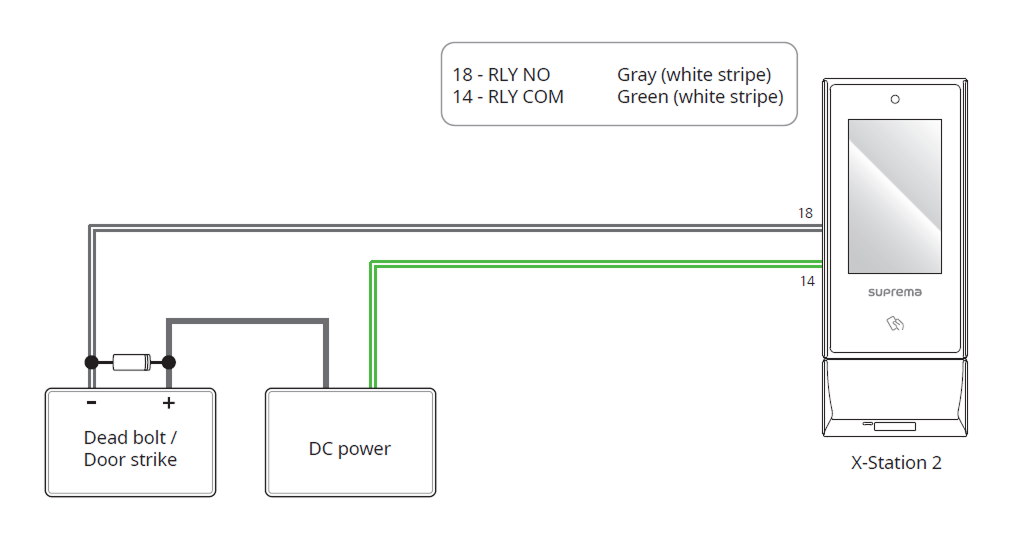 18 - RLY NO Gray (white stripe)
14 - RLY COM Green (white stripe)
18
14
suprema
- +
Dead bolt /
Door strike
DC power
X-Station 2